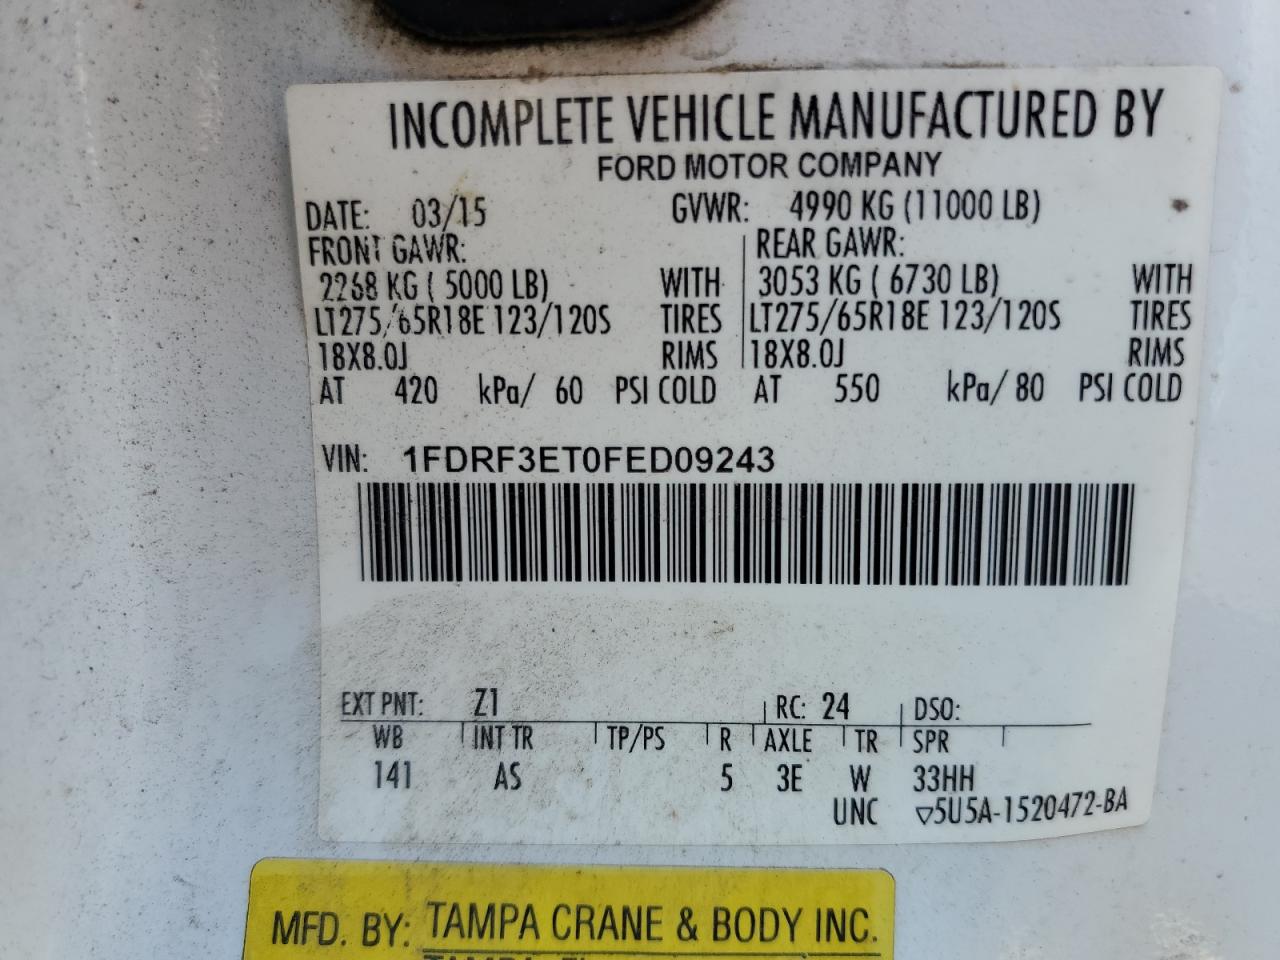 INCOMPLETE VEHICLE MANUFACTURED BY
FORD MOTOR COMPANY
DATE: 03/15 GVWR: 4990 KG (11000 LB)
FRONT GAWR: REAR GAWR:
2268 KG ( 5000 LB) WITH 3053 KG ( 6730 LB) WITH
LT275/65R18E 123/120S TIRES LT275/65R18E 123/120S TIRES
18X8.0J RIMS 18X8.0J RIMS
AT 420 kPa/ 60 PSI COLD AT 550 kPa/ 80 PSI COLD
VIN: 1FDRF3ET0FED09243
EXT PNT: Z1 RC: 24 DSO:
WB INT TR TP/PS R AXLE TR SPR
141 AS 5 3E W 33HH
UNC ▽5U5A-1520472-BA
MFD. BY: TAMPA CRANE & BODY INC.